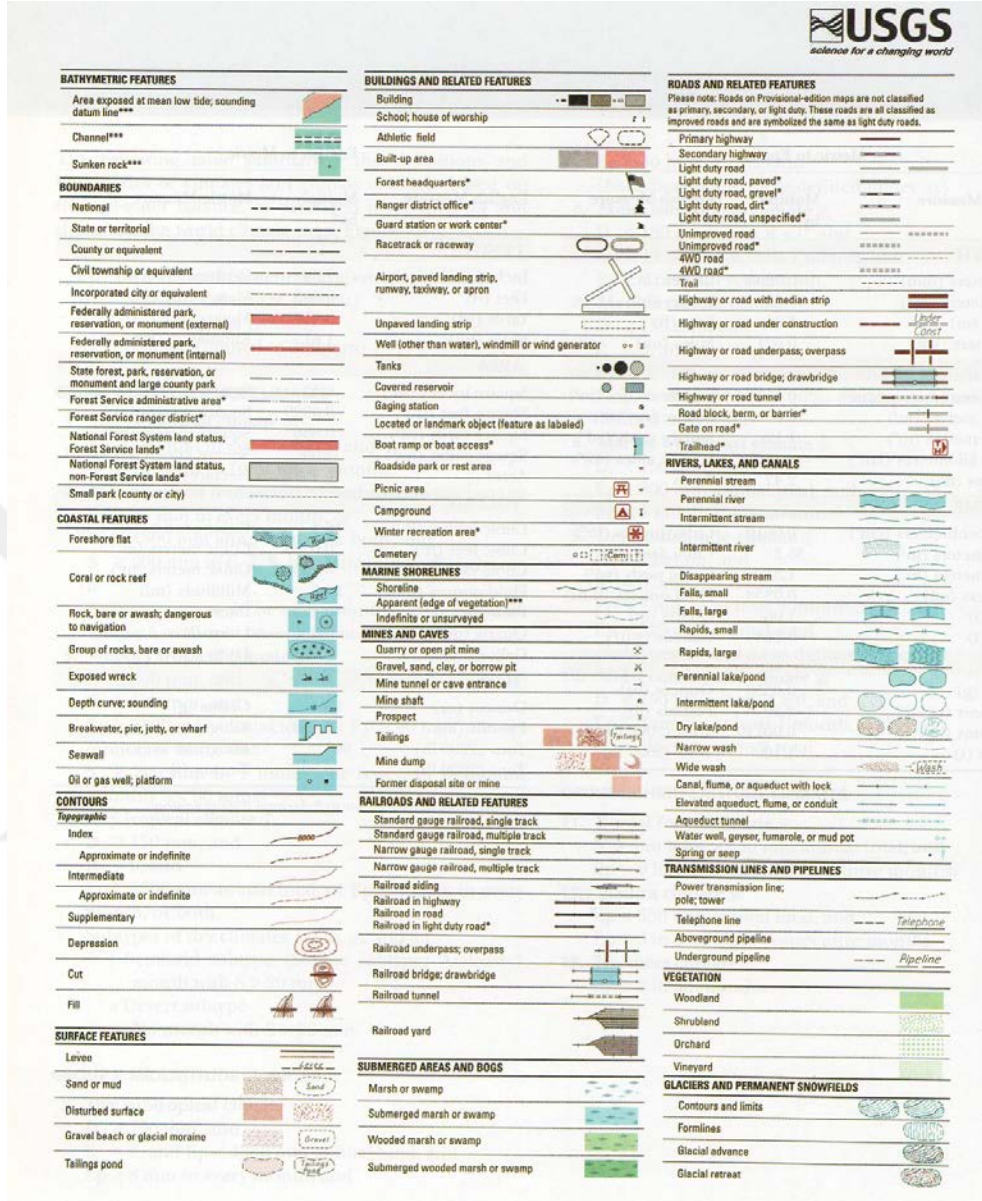 USGS
science for a changing world
BATHYMETRIC FEATURES
Area exposed at mean low tide; sounding
datum line***
Channel***
Sunken rock***
BOUNDARIES
National
State or territorial
County or equivalent
Civil township or equivalent
Incorporated city or equivalent
Federally administered park,
reservation, or monument (external)
Federally administered park,
reservation, or monument (internal)
State forest, park, reservation, or
monument and large county park
Forest Service administrative area*
Forest Service ranger district*
National Forest System land status,
Forest Service lands*
National Forest System land status,
non-Forest Service lands*
Small park (county or city)
COASTAL FEATURES
Foreshore flat
Coral or rock reef
Reef
Rock, bare or awash; dangerous
to navigation
Group of rocks, bare or awash
Exposed wreck
Depth curve; sounding
Breakwater, pier, jetty, or wharf
Seawall
Oil or gas well; platform
CONTOURS
Topographic
Index
6000
Approximate or indefinite
Intermediate
Approximate or indefinite
Supplementary
Depression
Cut
Fill
SURFACE FEATURES
Levee
Levee
Sand or mud
Sand
Disturbed surface
Gravel beach or glacial moraine
Gravel
Tailings pond
Tailings
Pond
BUILDINGS AND RELATED FEATURES
Building
School; house of worship
Athletic field
Built-up area
Forest headquarters*
Ranger district office*
Guard station or work center*
Racetrack or raceway
Airport, paved landing strip,
runway, taxiway, or apron
Unpaved landing strip
Well (other than water), windmill or wind generator
Tanks
Covered reservoir
Gaging station
Located or landmark object (feature as labeled)
Boat ramp or boat access*
Roadside park or rest area
Picnic area
Campground
Winter recreation area*
Cemetery
Cem
MARINE SHORELINES
Shoreline
Apparent (edge of vegetation)***
Indefinite or unsurveyed
MINES AND CAVES
Quarry or open pit mine
Gravel, sand, clay, or borrow pit
Mine tunnel or cave entrance
Mine shaft
Prospect
Tailings
Tailings
Mine dump
Former disposal site or mine
RAILROADS AND RELATED FEATURES
Standard gauge railroad, single track
Standard gauge railroad, multiple track
Narrow gauge railroad, single track
Narrow gauge railroad, multiple track
Railroad siding
Railroad in highway
Railroad in road
Railroad in light duty road*
Railroad underpass; overpass
Railroad bridge; drawbridge
Railroad tunnel
Railroad yard
SUBMERGED AREAS AND BOGS
Marsh or swamp
Submerged marsh or swamp
Wooded marsh or swamp
Submerged wooded marsh or swamp
ROADS AND RELATED FEATURES
Please note: Roads on Provisional-edition maps are not classified
as primary, secondary, or light duty. These roads are all classified as
improved roads and are symbolized the same as light duty roads.
Primary highway
Secondary highway
Light duty road
Light duty road, paved*
Light duty road, gravel*
Light duty road, dirt*
Light duty road, unspecified*
Unimproved road
Unimproved road*
4WD road
4WD road*
Trail
Highway or road with median strip
Highway or road under construction
Under
Const
Highway or road underpass; overpass
Highway or road bridge; drawbridge
Highway or road tunnel
Road block, berm, or barrier*
Gate on road*
Trailhead*
RIVERS, LAKES, AND CANALS
Perennial stream
Perennial river
Intermittent stream
Intermittent river
Disappearing stream
Falls, small
Falls, large
Rapids, small
Rapids, large
Perennial lake/pond
Intermittent lake/pond
Dry lake/pond
Narrow wash
Wide wash
Wash
Canal, flume, or aqueduct with lock
Elevated aqueduct, flume, or conduit
Aqueduct tunnel
Water well, geyser, fumarole, or mud pot
Spring or seep
TRANSMISSION LINES AND PIPELINES
Power transmission line;
pole; tower
Telephone line
Telephone
Aboveground pipeline
Underground pipeline
Pipeline
VEGETATION
Woodland
Shrubland
Orchard
Vineyard
GLACIERS AND PERMANENT SNOWFIELDS
Contours and limits
Formlines
Glacial advance
Glacial retreat